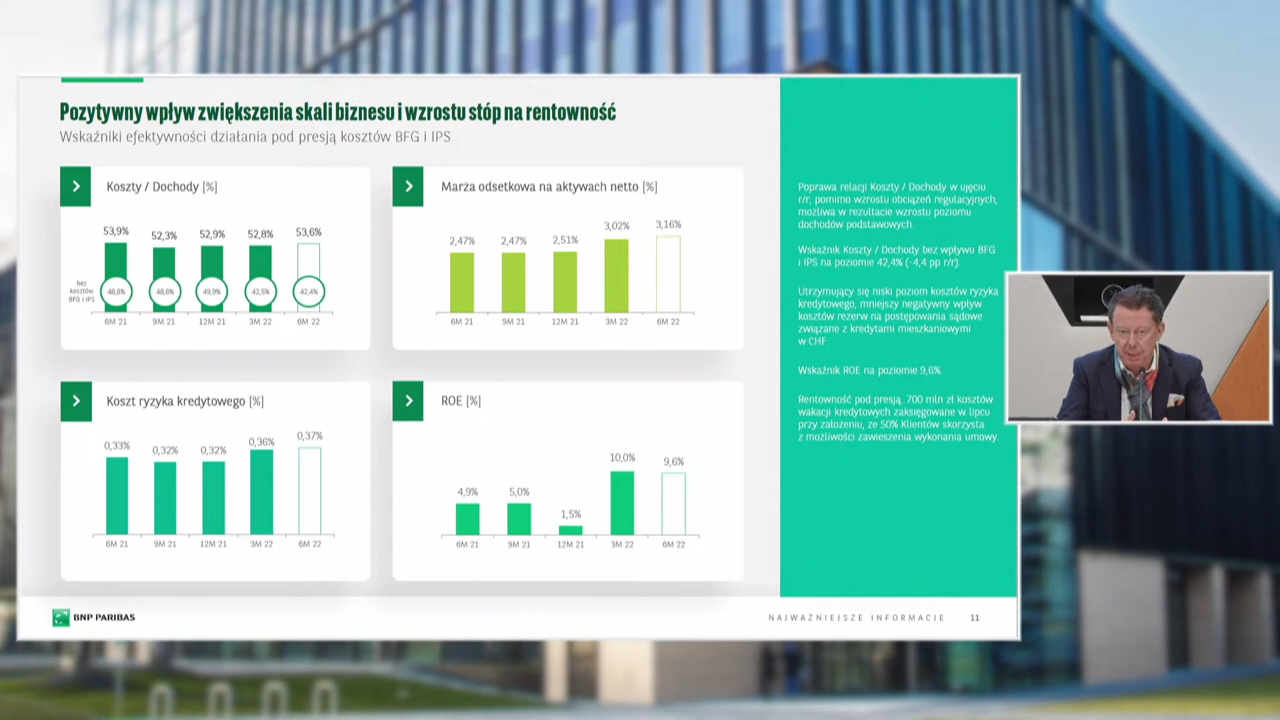 Pozytywny wpływ zwiększenia skali biznesu i wzrostu stóp na rentowność
Wskaźniki efektywności działania pod presją kosztów BFG i IPS
Koszty / Dochody [%]
53,9%
52,3%
52,9%
52,8%
53,6%
bez
kosztów
BFG i IPS
48,8%
48,6%
49,9%
42,5%
42,4%
6M 21
9M 21
12M 21
3M 22
6M 22
Marża odsetkowa na aktywach netto [%]
2,47%
2,47%
2,51%
3,02%
3,16%
6M 21
9M 21
12M 21
3M 22
6M 22
Koszt ryzyka kredytowego [%]
0,33%
0,32%
0,32%
0,36%
0,37%
6M 21
9M 21
12M 21
3M 22
6M 22
ROE [%]
4,9%
5,0%
1,5%
10,0%
9,6%
6M 21
9M 21
12M 21
3M 22
6M 22
Poprawa relacji Koszty / Dochody w ujęciu
r/r, pomimo wzrostu obciążeń regulacyjnych,
możliwa w rezultacie wzrostu poziomu
dochodów podstawowych.
Wskaźnik Koszty / Dochody bez wpływu BFG
i IPS na poziomie 42,4% (-4,4 pp r/r).
Utrzymujący się niski poziom kosztów ryzyka
kredytowego, mniejszy negatywny wpływ
kosztów rezerw na postępowania sądowe
związane z kredytami mieszkaniowymi
w CHF.
Wskaźnik ROE na poziomie 9,6%.
Rentowność pod presją. 700 mln zł kosztów
wakacji kredytowych zaksięgowane w lipcu
przy założeniu, że 50% Klientów skorzysta
z możliwości zawieszenia wykonania umowy
BNP PARIBAS
NAJWAŻNIEJSZE INFORMACJE
11